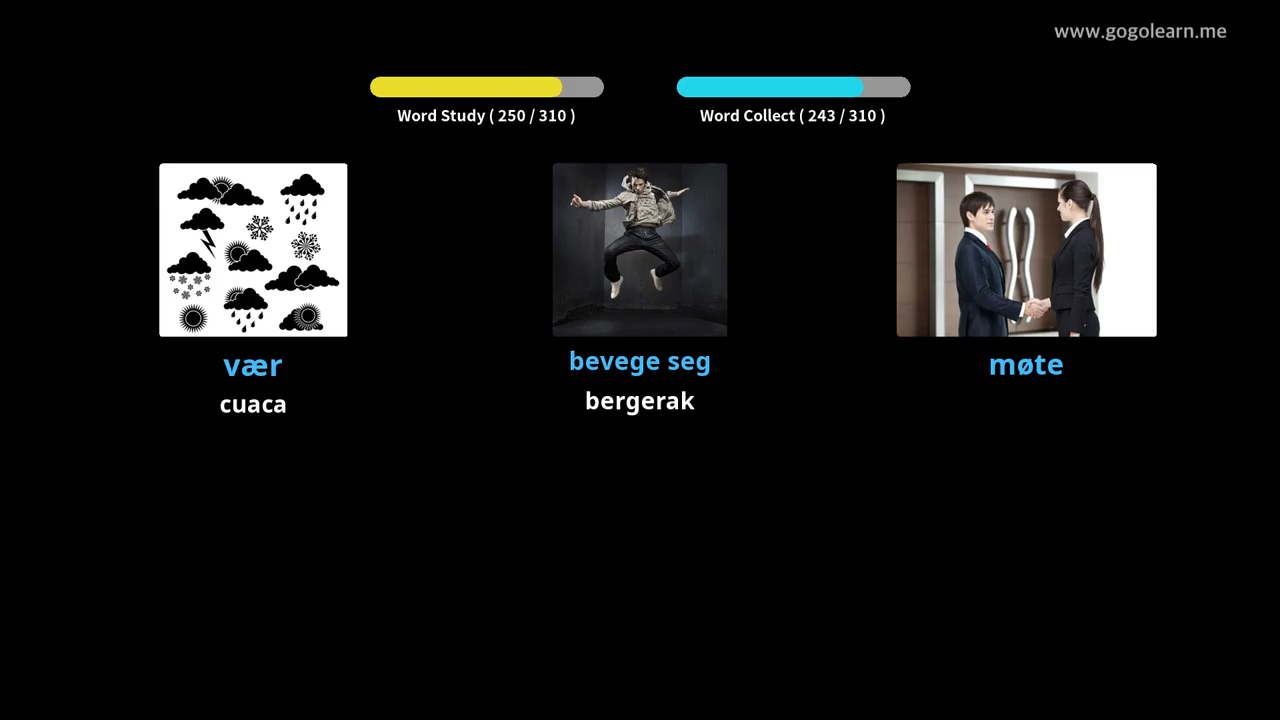 www.gogolearn.me
Word Study ( 250 / 310 )
Word Collect ( 243 / 310 )
vær
cuaca
bevege seg
bergerak
møte